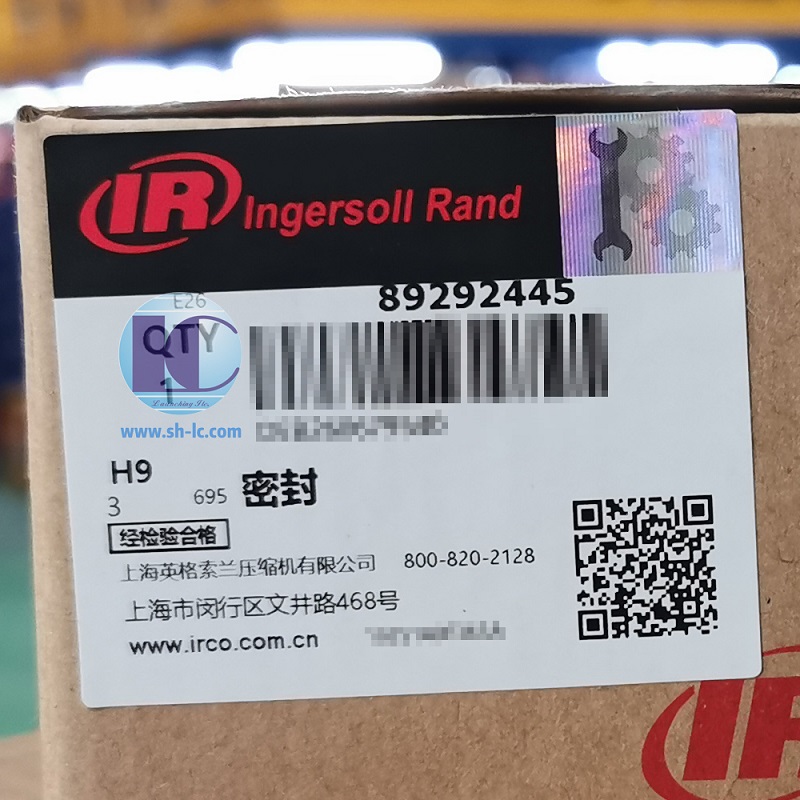 IR Ingersoll Rand
E26
89292445
QTY
1
www.sh-lc.com
H9
3
695
密封
经检验合格
上海英格索兰压缩机有限公司 800-820-2128
上海市闵行区文井路468号
www.irco.com.cn
IR